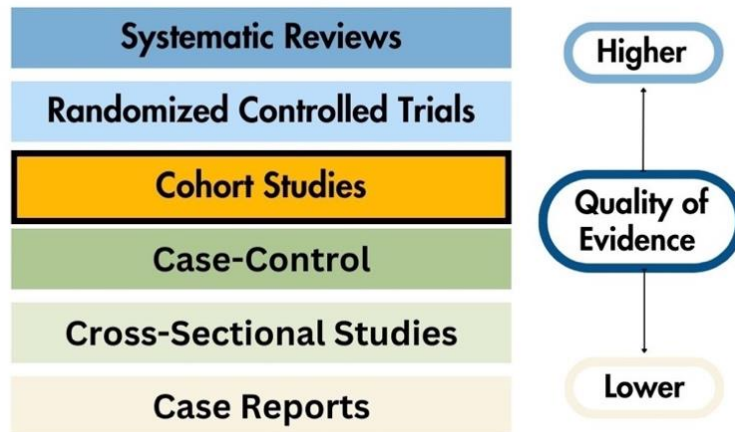 Systematic Reviews
Randomized Controlled Trials
Cohort Studies
Case-Control
Cross-Sectional Studies
Case Reports
Higher
Quality of
Evidence
Lower